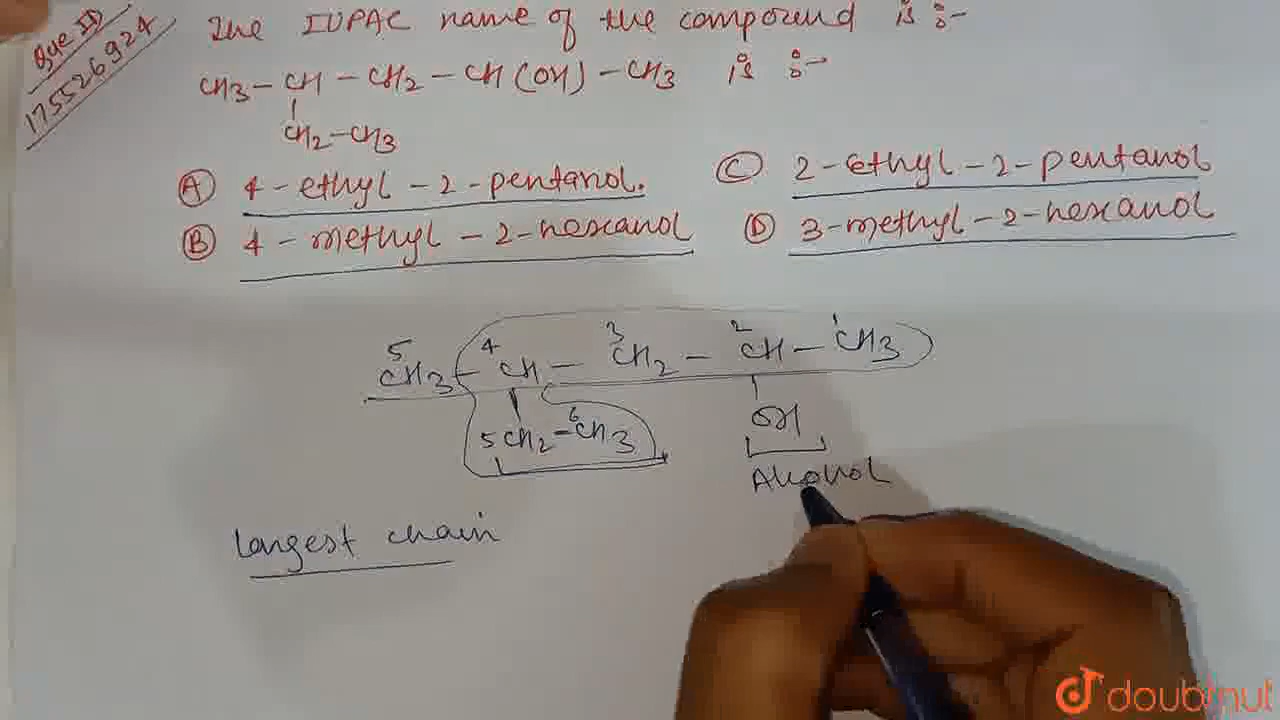 Que ID
175526924
The IUPAC name of the compound is :-
CH3 - CH - CH2 - CH (OH) - CH3 is :-
CH2 - CH3
(A) 4 - ethyl - 2 - pentanol.
(C) 2 - ethyl - 2 - pentanol
(B) 4 - methyl - 2 - hexanol
(D) 3 - methyl - 2 - hexanol
5 4 3 2 1
CH3 - CH - CH2 - CH - CH3
5 CH2 - 6 CH3
OH
Alcohol
largest chain
doubtnut